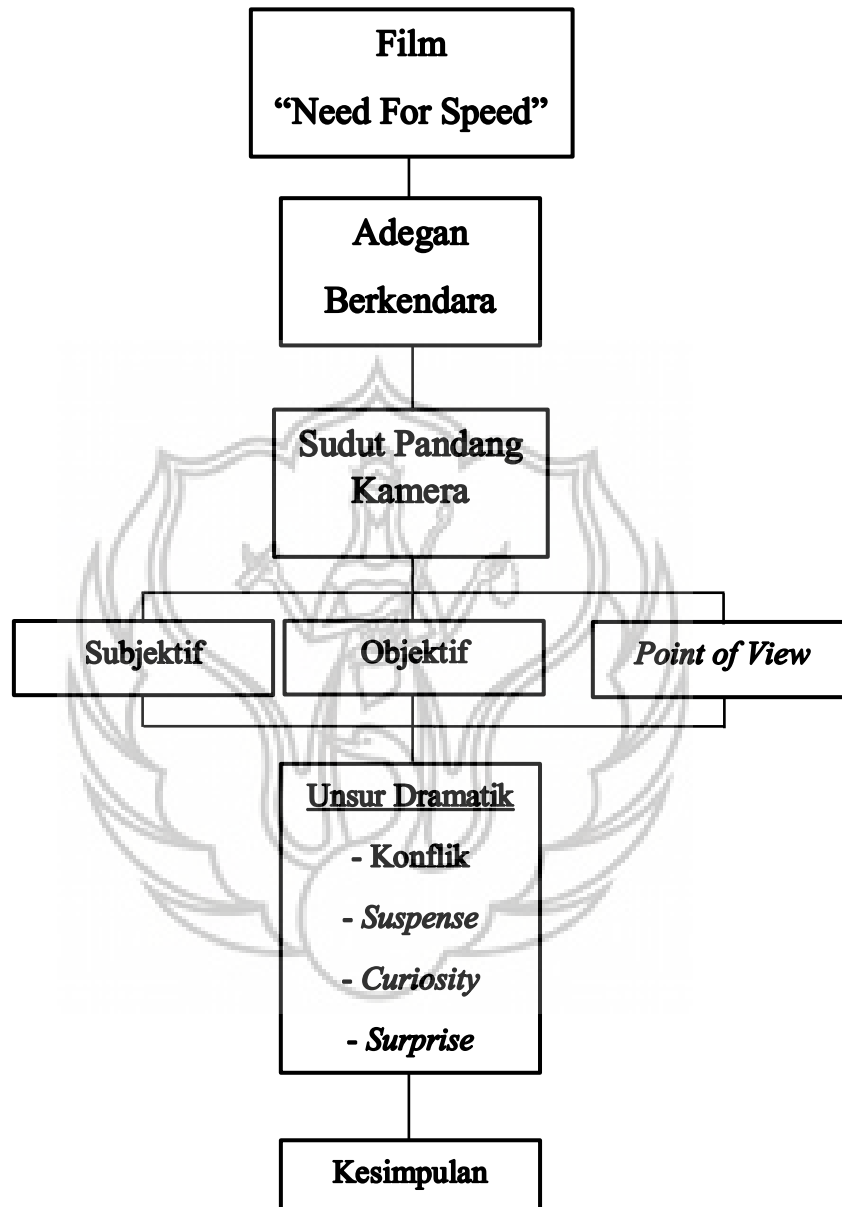 Film
“Need For Speed”
Adegan
Berkendara
Sudut Pandang
Kamera
Subjektif
Objektif
Point of View
Unsur Dramatik
- Konflik
- Suspense
- Curiosity
- Surprise
Kesimpulan